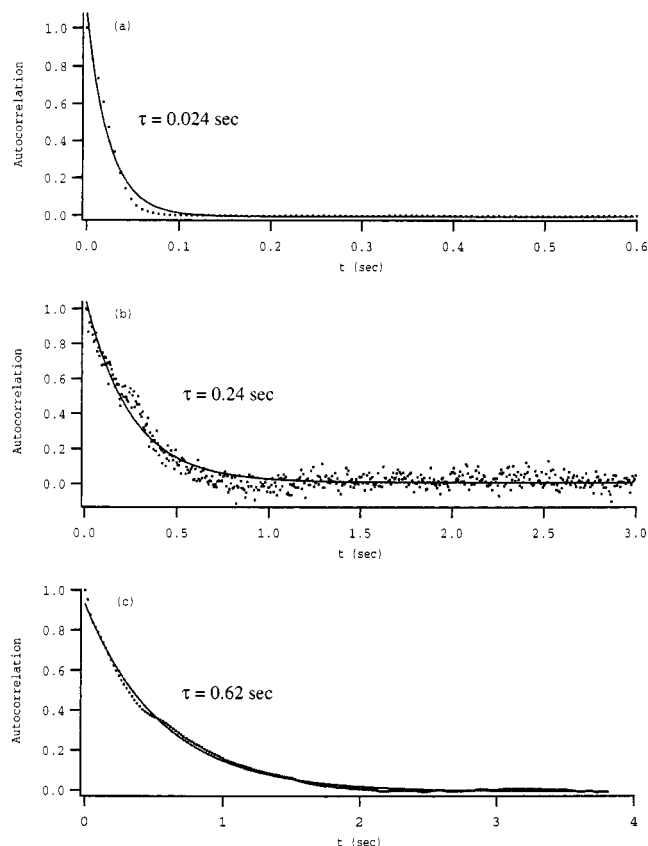 (a)
1.0
0.8
0.6
0.4
0.2
0.0
Autocorrelation
τ = 0.024 sec
0.0 0.1 0.2 0.3 0.4 0.5 0.6
t (sec)
(b)
1.0
0.8
0.6
0.4
0.2
0.0
Autocorrelation
τ = 0.24 sec
0.0 0.5 1.0 1.5 2.0 2.5 3.0
t (sec)
(c)
1.0
0.8
0.6
0.4
0.2
0.0
Autocorrelation
τ = 0.62 sec
0 1 2 3 4
t (sec)